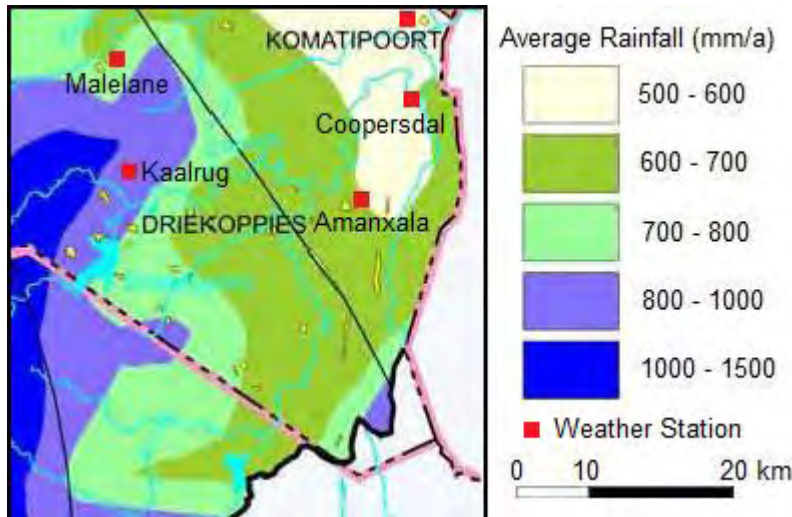 KOMATIPOORT
Malelane
Coopersdal
Kaalrug
DRIEKOPPIES
Amanxala
Average Rainfall (mm/a)
500 - 600
600 - 700
700 - 800
800 - 1000
1000 - 1500
Weather Station
0 10 20 km